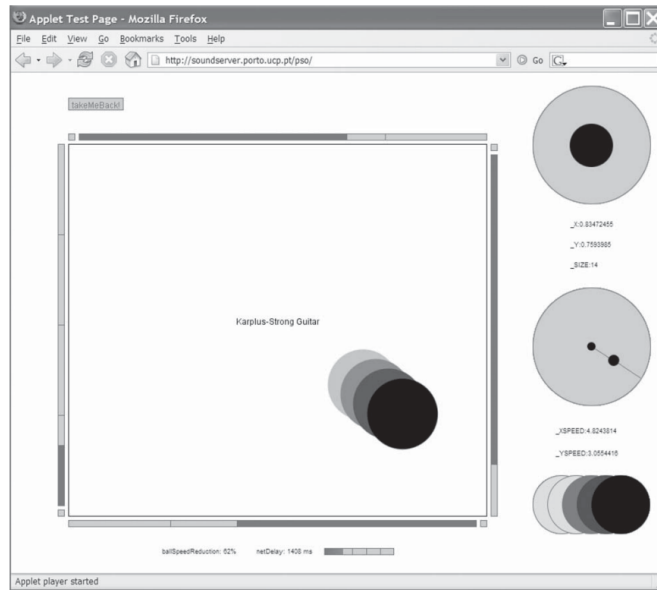 Applet Test Page - Mozilla Firefox
File Edit View Go Bookmarks Tools Help
http://soundserver.porto.ucp.pt/pso/ Go G
takeMeBack!
_X:0.83472455
_Y:0.7593985
_SIZE:14
Karplus-Strong Guitar
_XSPEED:4.8243814
_YSPEED:3.0554416
ballSpeedReduction: 62% netDelay: 1408 ms
Applet player started